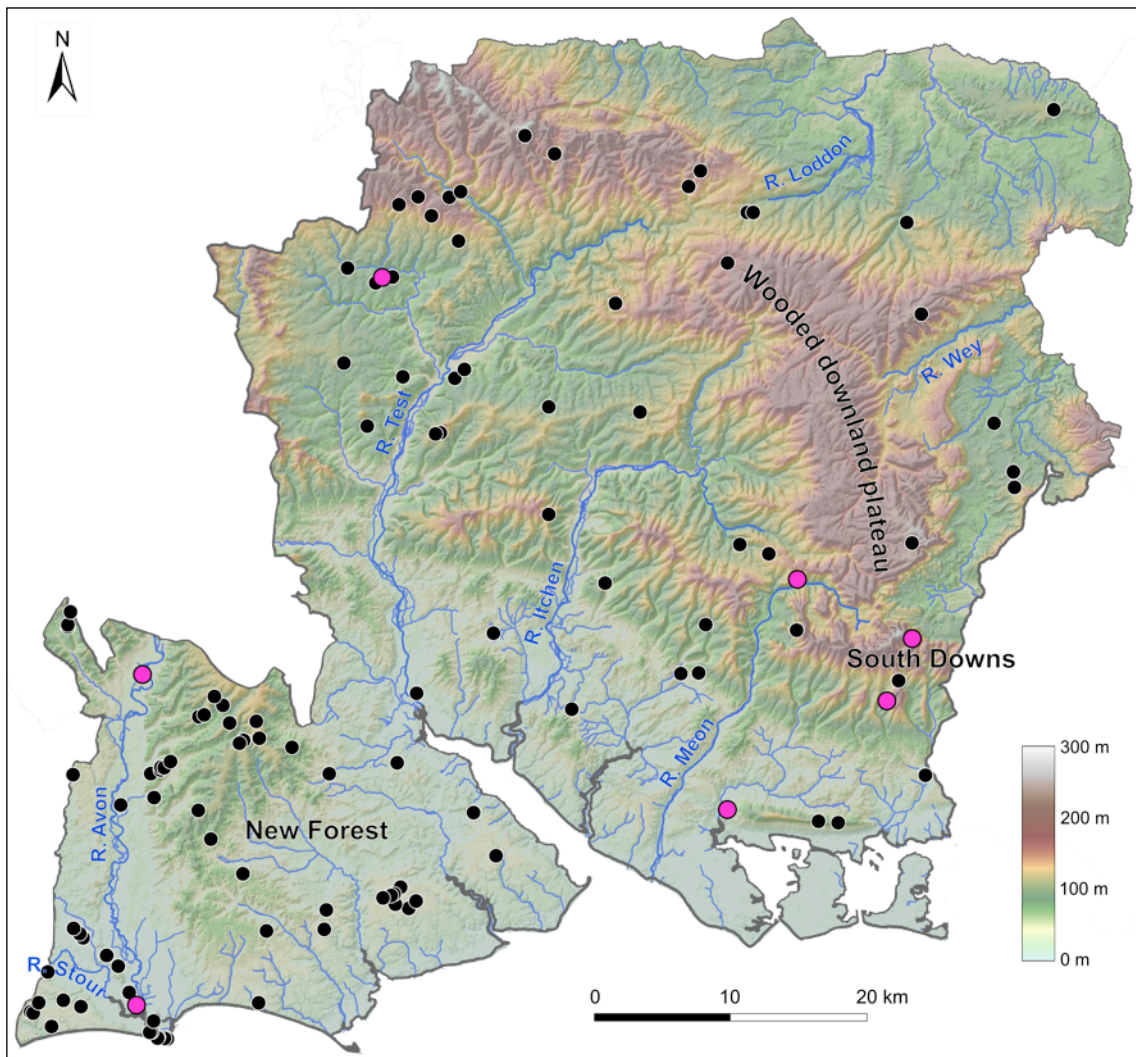 N
R. Loddon
Wooded downland plateau
R. Wey
R. Test
R. Itchen
South Downs
R. Meon
300 m
200 m
100 m
0 m
R. Avon
New Forest
R. Stour
0 10 20 km